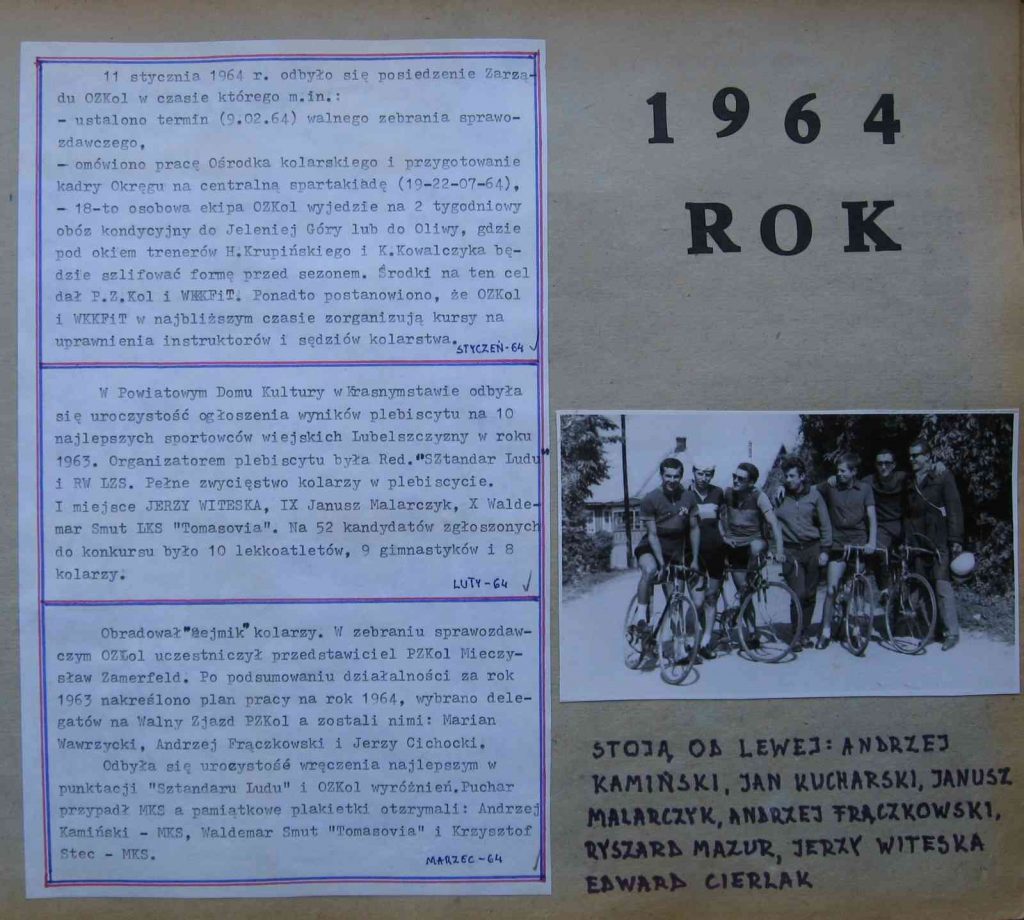 11 stycznia 1964 r. odbyło się posiedzenie Zarzą-
du OZKol w czasie którego m.in.:
- ustalono termin (9.02.64) walnego zebrania sprawo-
zdawczego,
- omówiono pracę Ośrodka kolarskiego i przygotowanie
kadry Okręgu na centralną spartakiadę (19-22-07-64),
- 18-to osobowa ekipa OZKol wyjedzie na 2 tygodniowy
obóz kondycyjny do Jeleniej Góry lub do Oliwy, gdzie
pod okiem trenerów H.Krupińskiego i K.Kowalczyka bę-
dzie szlifować formę przed sezonem. Środki na ten cel
dał P.Z.Kol i WKKFiT. Ponadto postanowiono, że OZKol
i WKKFiT w najbliższym czasie zorganizują kursy na
uprawnienia instruktorów i sędziów kolarstwa.
STYCZEŃ-64
W Powiatowym Domu Kultury w Krasnymstawie odbyła
się uroczystość ogłoszenia wyników plebiscytu na 10
najlepszych sportowców wiejskich Lubelszczyzny w roku
1963. Organizatorem plebiscytu była Red. "SZtandar Ludu"
i RW LZS. Pełne zwycięstwo kolarzy w plebiscycie.
I miejsce JERZY WITESKA, IX Janusz Malarczyk, X Walde-
mar Smut LKS "Tomasovia". Na 52 kandydatów zgłoszonych
do konkursu było 10 lekkoatletów, 9 gimnastyków i 8
kolarzy.
LUTY-64
Obradował "Sejmik" kolarzy. W zebraniu sprawozdaw-
czym OZKol uczestniczył przedstawiciel PZKol Mieczy-
sław Zamerfeld. Po podsumowaniu działalności za rok
1963 nakreślono plan pracy na rok 1964, wybrano dele-
gatów na Walny Zjazd PZKol a zostali nimi: Marian
Wawrzycki, Andrzej Frączkowski i Jerzy Cichocki.
Odbyła się uroczystość wręczenia najlepszym w
punktacji "Sztandaru Ludu" i OZKol wyróżnień.Puchar
przypadł MKS a pamiątkowe plakietki otrzymali: Andrzej
Kamiński - MKS, Waldemar Smut "Tomasovia" i Krzysztof
Stec - MKS.
MARZEC-64
1964
ROK
STOJĄ OD LEWEJ: ANDRZEJ
KAMIŃSKI, JAN KUCHARSKI, JANUSZ
MALARCZYK, ANDRZEJ FRĄCZKOWSKI,
RYSZARD MAZUR, JERZY WITESKA
EDWARD CIERLAK